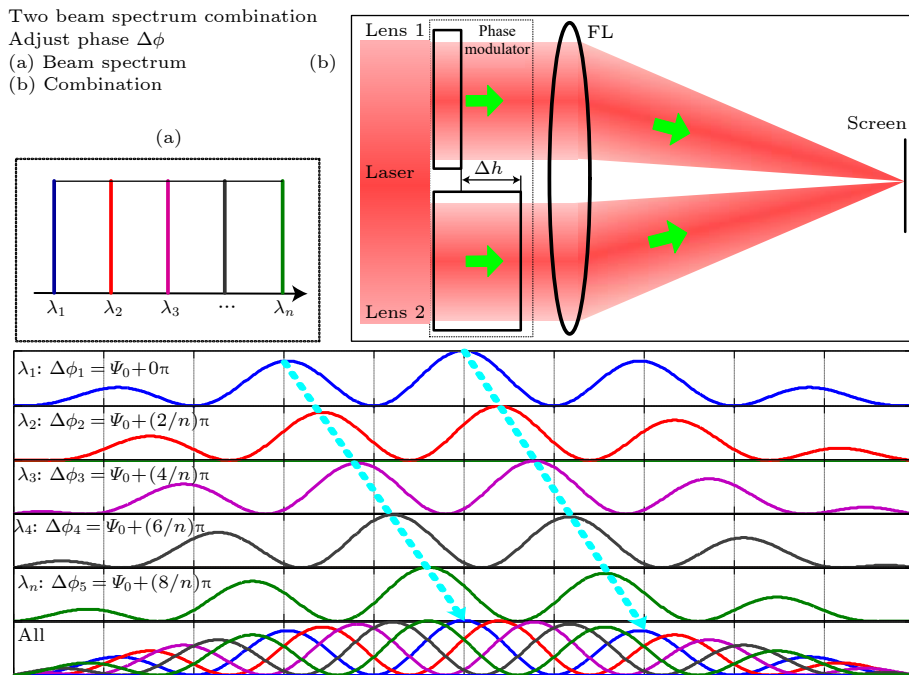 Two beam spectrum combination
Adjust phase Δϕ
(a) Beam spectrum
(b) Combination
(a)
λ1 λ2 λ3 ... λn
(b)
Lens 1
Phase modulator
FL
Screen
Laser
Δh
Lens 2
λ1: Δϕ1 = Ψ0+0π
λ2: Δϕ2 = Ψ0+(2/n)π
λ3: Δϕ3 = Ψ0+(4/n)π
λ4: Δϕ4 = Ψ0+(6/n)π
λn: Δϕ5 = Ψ0+(8/n)π
All